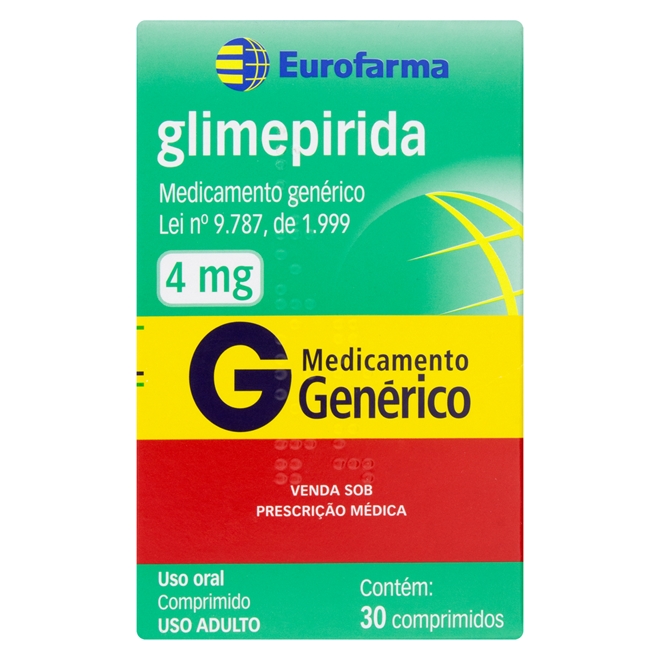 Eurofarma
glimepirida
Medicamento genérico
Lei nº 9.787, de 1.999
4 mg
G Medicamento
Genérico
VENDA SOB
PRESCRIÇÃO MÉDICA
Uso oral
Comprimido
USO ADULTO
Contém:
30 comprimidos